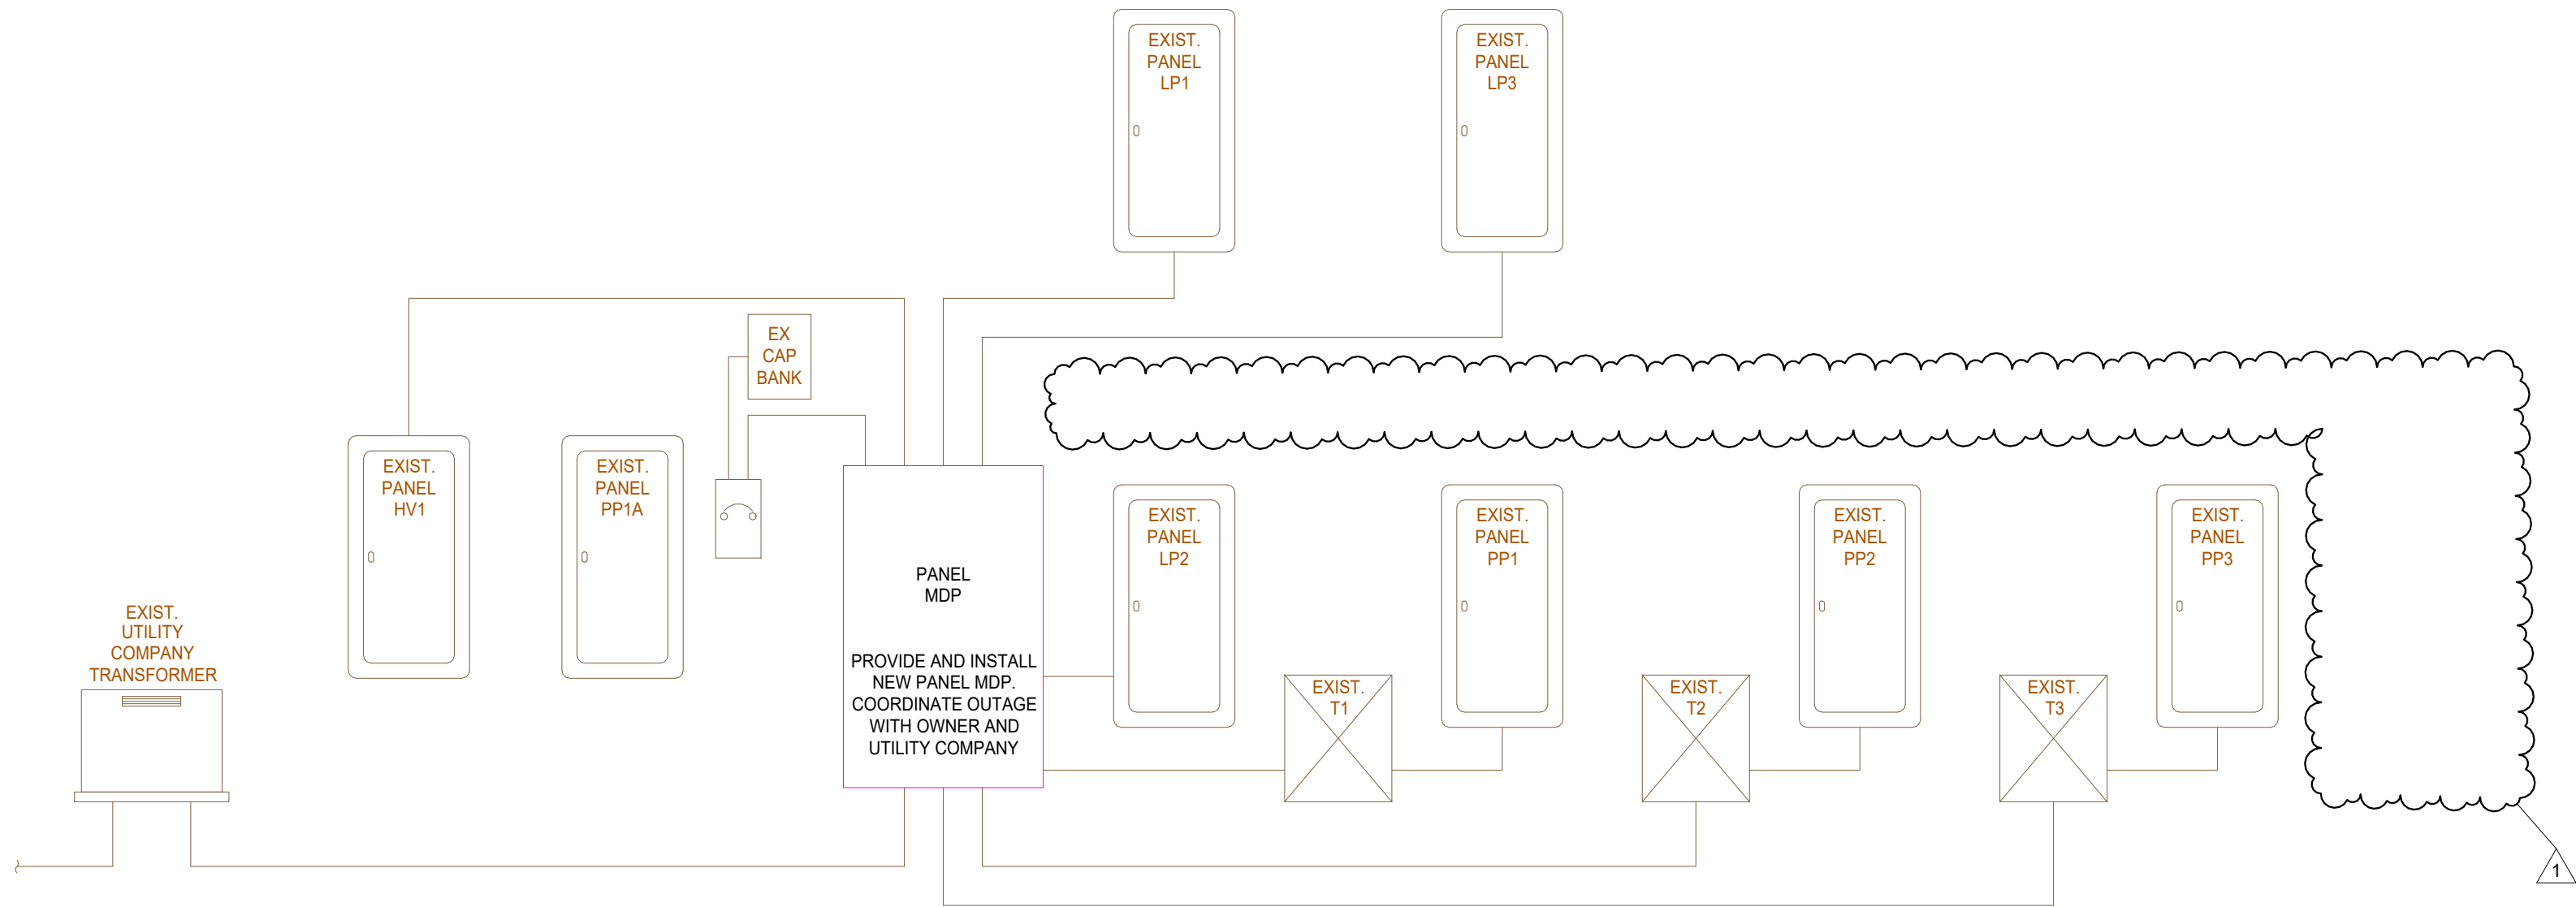 EXIST.
PANEL
LP1
EXIST.
PANEL
LP3
EX
CAP
BANK
EXIST.
PANEL
HV1
EXIST.
PANEL
PP1A
EXIST.
UTILITY
COMPANY
TRANSFORMER
PANEL
MDP
PROVIDE AND INSTALL
NEW PANEL MDP.
COORDINATE OUTAGE
WITH OWNER AND
UTILITY COMPANY
EXIST.
PANEL
LP2
EXIST.
T1
EXIST.
PANEL
PP1
EXIST.
T2
EXIST.
PANEL
PP2
EXIST.
T3
EXIST.
PANEL
PP3
1